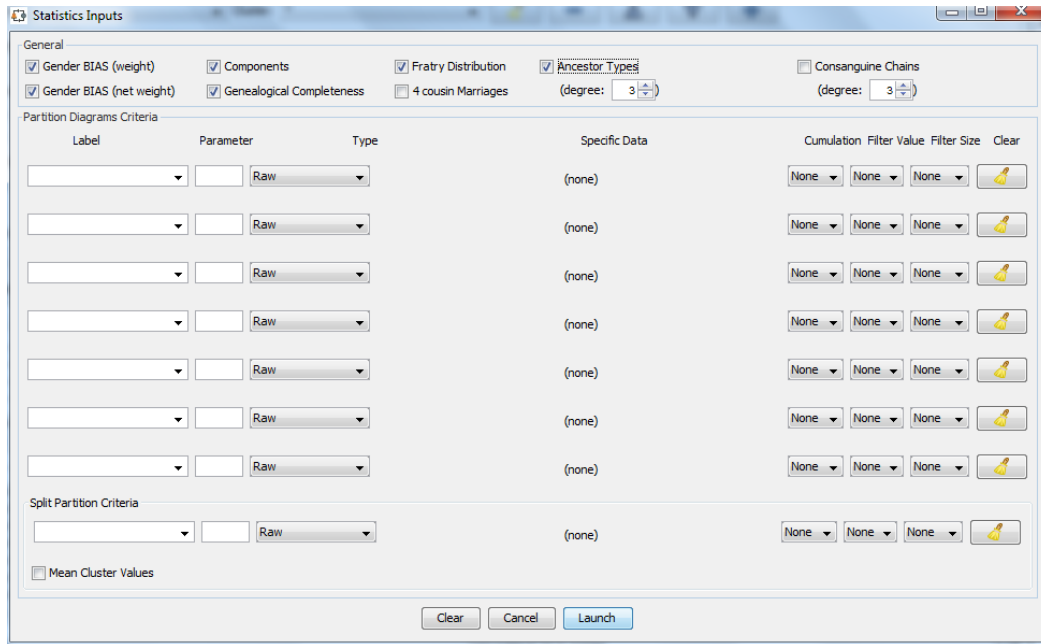 Statistics Inputs
General
Gender BIAS (weight) Components Fratry Distribution Ancestor Types Consanguine Chains
Gender BIAS (net weight) Genealogical Completeness 4 cousin Marriages (degree: 3) (degree: 3)
Partition Diagrams Criteria
Label Parameter Type Specific Data Cumulation Filter Value Filter Size Clear
Raw (none) None None None
Raw (none) None None None
Raw (none) None None None
Raw (none) None None None
Raw (none) None None None
Raw (none) None None None
Raw (none) None None None
Split Partition Criteria
Raw (none) None None None
Mean Cluster Values
Clear Cancel Launch